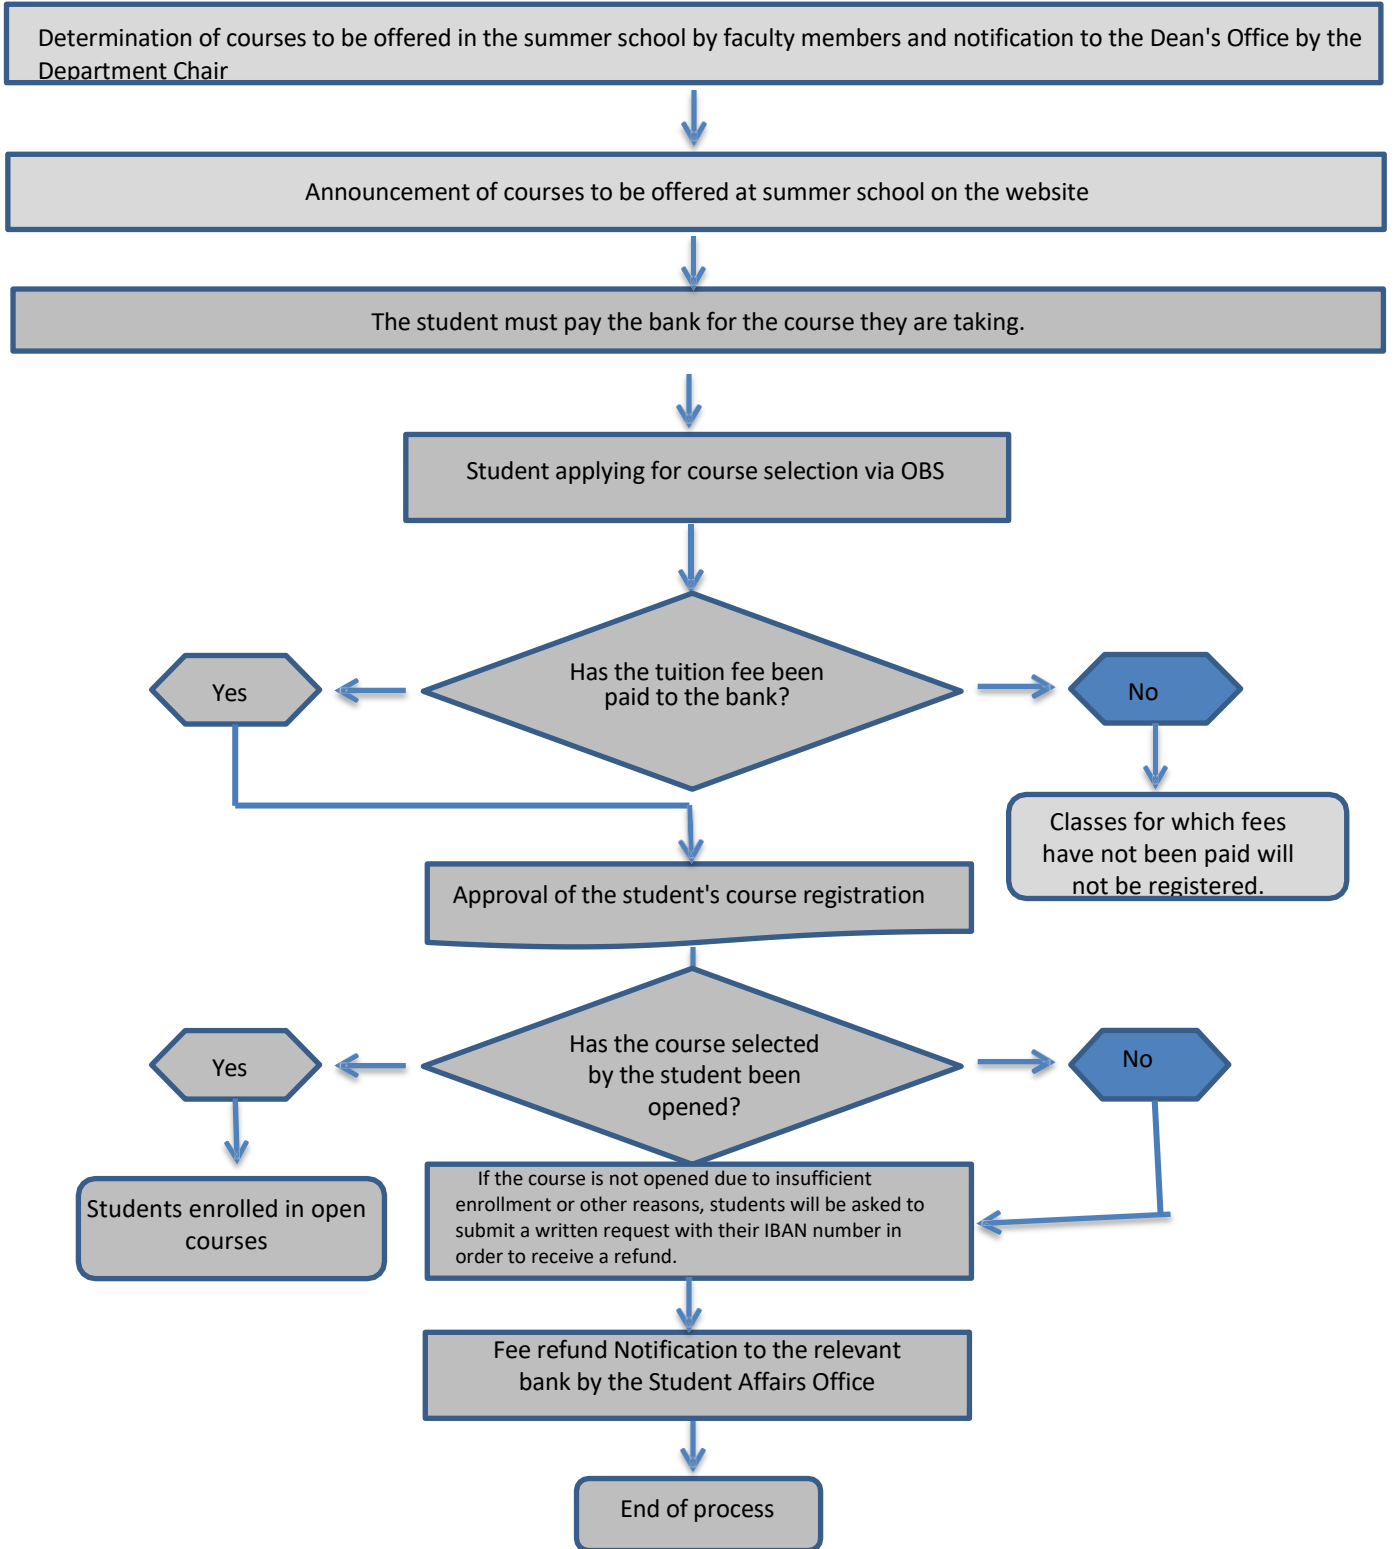 Determination of courses to be offered in the summer school by faculty members and notification to the Dean's Office by the
Department Chair
Announcement of courses to be offered at summer school on the website
The student must pay the bank for the course they are taking.
Student applying for course selection via OBS
Has the tuition fee been
paid to the bank?
Yes
No
Classes for which fees
have not been paid will
not be registered.
Approval of the student's course registration
Has the course selected
by the student been
opened?
Yes
No
Students enrolled in open
courses
If the course is not opened due to insufficient
enrollment or other reasons, students will be asked to
submit a written request with their IBAN number in
order to receive a refund.
Fee refund Notification to the relevant
bank by the Student Affairs Office
End of process